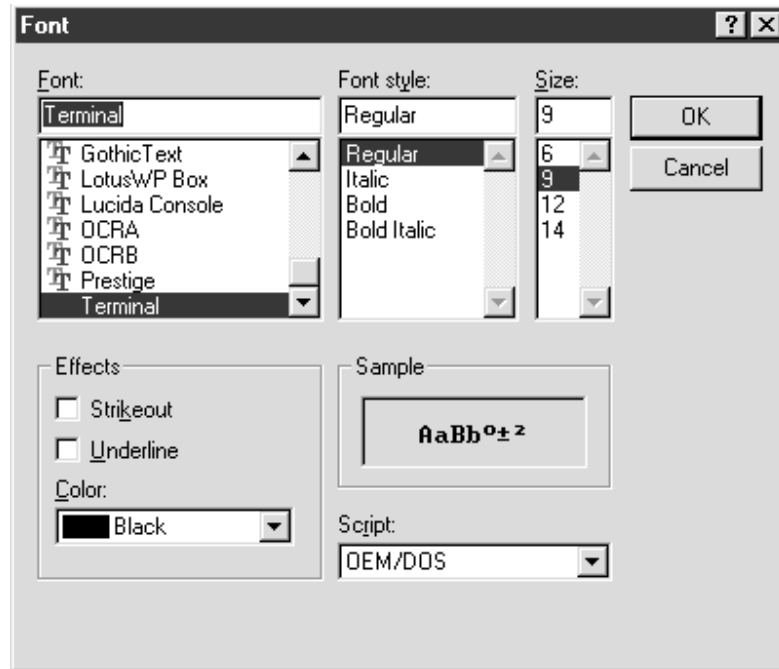 Font
Font:
Terminal
GothicText
LotusWP Box
Lucida Console
OCRA
OCRB
Prestige
Terminal
Font style:
Regular
Regular
Italic
Bold
Bold Italic
Size:
9
6
9
12
14
OK
Cancel
Effects
Strikeout
Underline
Color:
Black
Sample
AaBbº±²
Script:
OEM/DOS